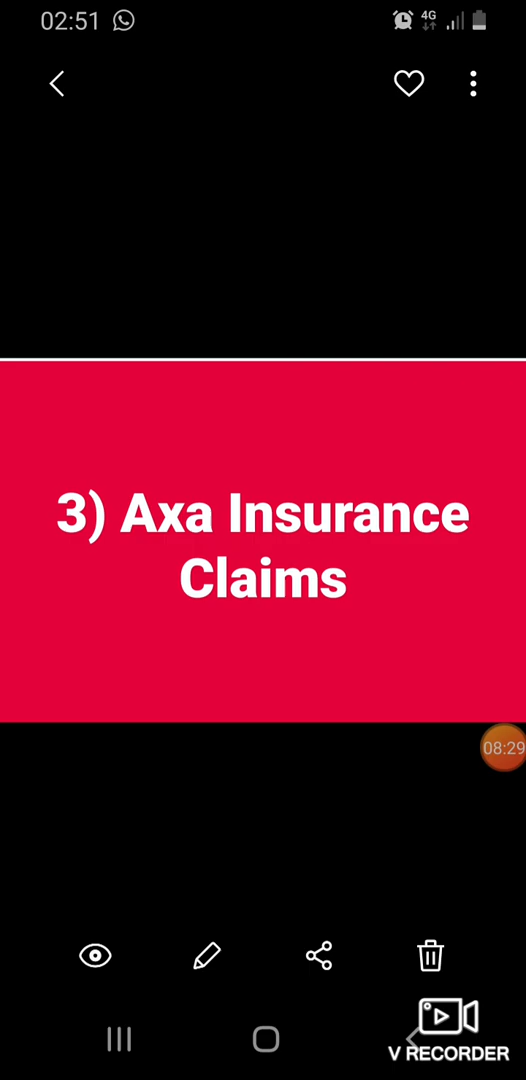 02:51
4G
3) Axa Insurance
Claims
08:29
V RECORDER